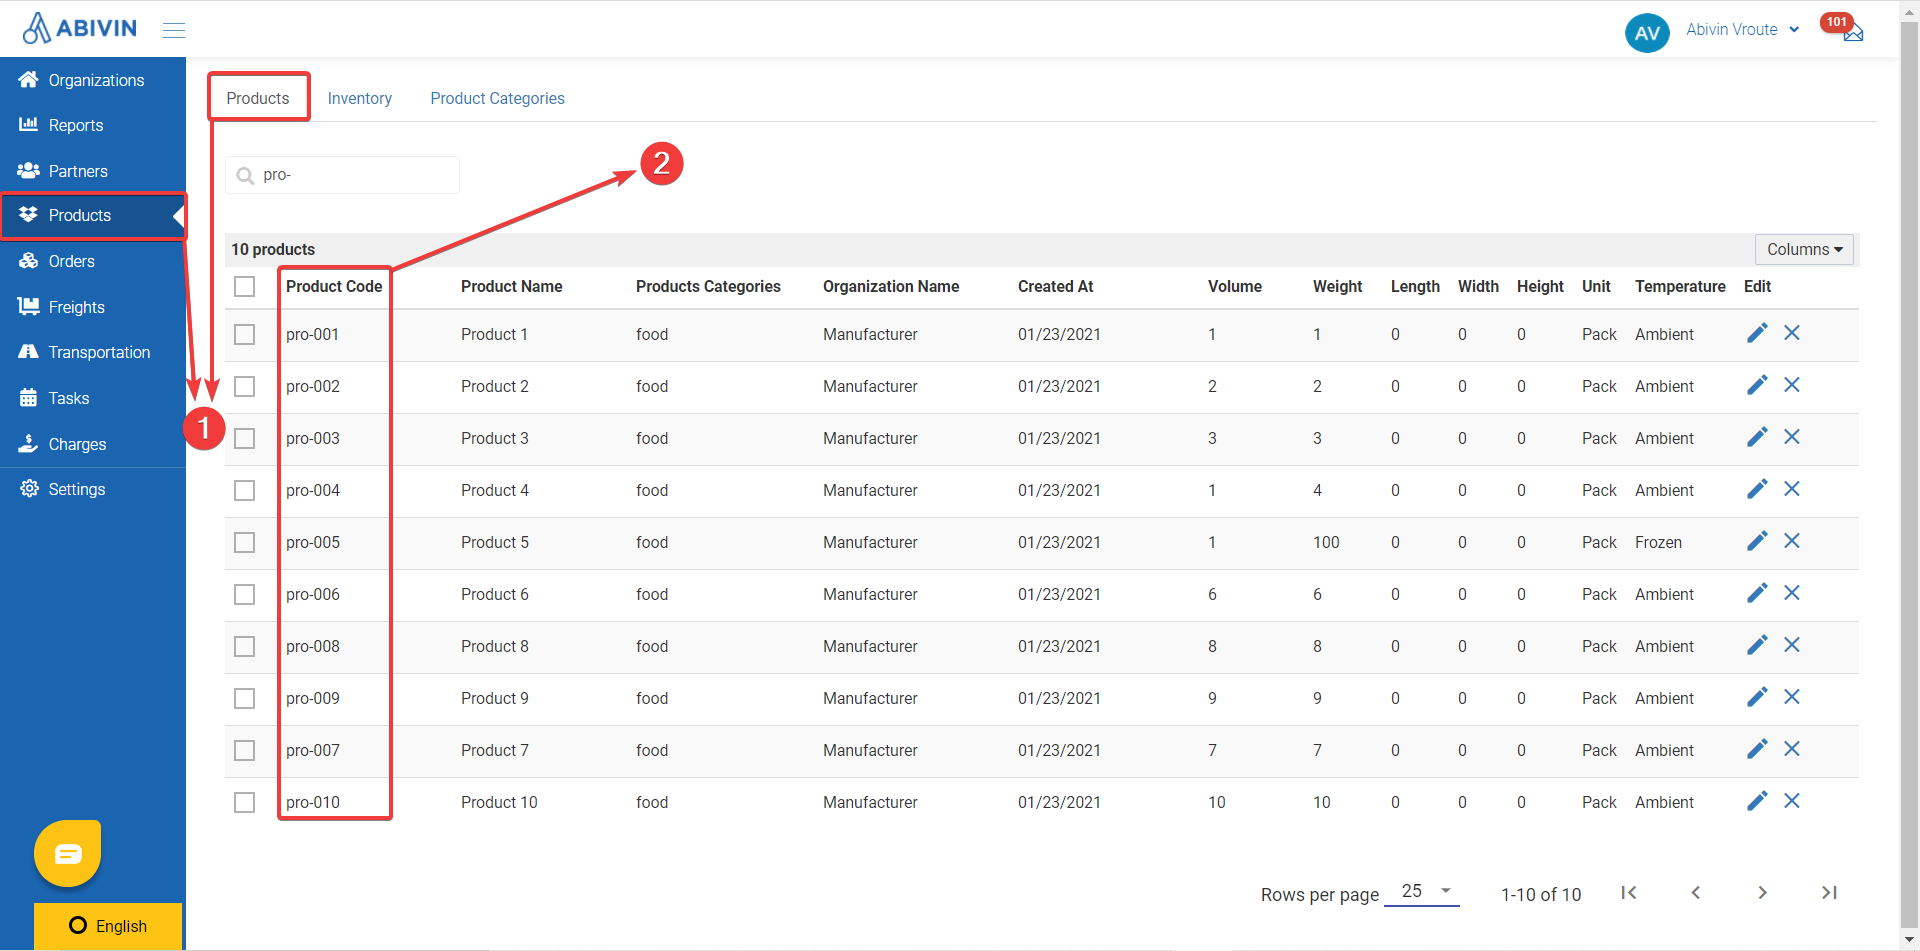 ABIVIN
AV
Abivin Vroute
101
Organizations
Reports
Partners
Products
Orders
Freights
Transportation
Tasks
Charges
Settings
English
Products Inventory Product Categories
pro-
2
1
10 products
Columns
Product Code Product Name Products Categories Organization Name Created At Volume Weight Length Width Height Unit Temperature Edit
pro-001 Product 1 food Manufacturer 01/23/2021 1 1 0 0 0 Pack Ambient
pro-002 Product 2 food Manufacturer 01/23/2021 2 2 0 0 0 Pack Ambient
pro-003 Product 3 food Manufacturer 01/23/2021 3 3 0 0 0 Pack Ambient
pro-004 Product 4 food Manufacturer 01/23/2021 1 4 0 0 0 Pack Ambient
pro-005 Product 5 food Manufacturer 01/23/2021 1 100 0 0 0 Pack Frozen
pro-006 Product 6 food Manufacturer 01/23/2021 6 6 0 0 0 Pack Ambient
pro-008 Product 8 food Manufacturer 01/23/2021 8 8 0 0 0 Pack Ambient
pro-009 Product 9 food Manufacturer 01/23/2021 9 9 0 0 0 Pack Ambient
pro-007 Product 7 food Manufacturer 01/23/2021 7 7 0 0 0 Pack Ambient
pro-010 Product 10 food Manufacturer 01/23/2021 10 10 0 0 0 Pack Ambient
Rows per page 25 1-10 of 10